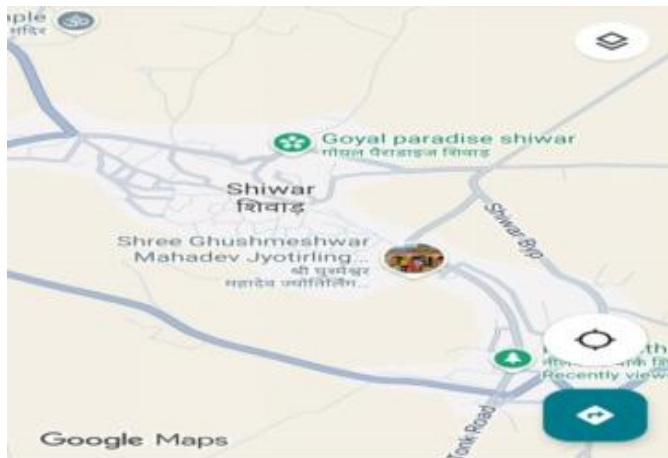 मंदिर
Goyal paradise shiwar
गोयल पैराडाइज शिवाड़
Shiwar
शिवाड़
Shiwar Byp
Shree Ghushmeshwar
Mahadev Jyotirling...
श्री घुश्मेश्वर
महादेव ज्योतिर्लिंग...
Recently view
Tonk Road
Google Maps